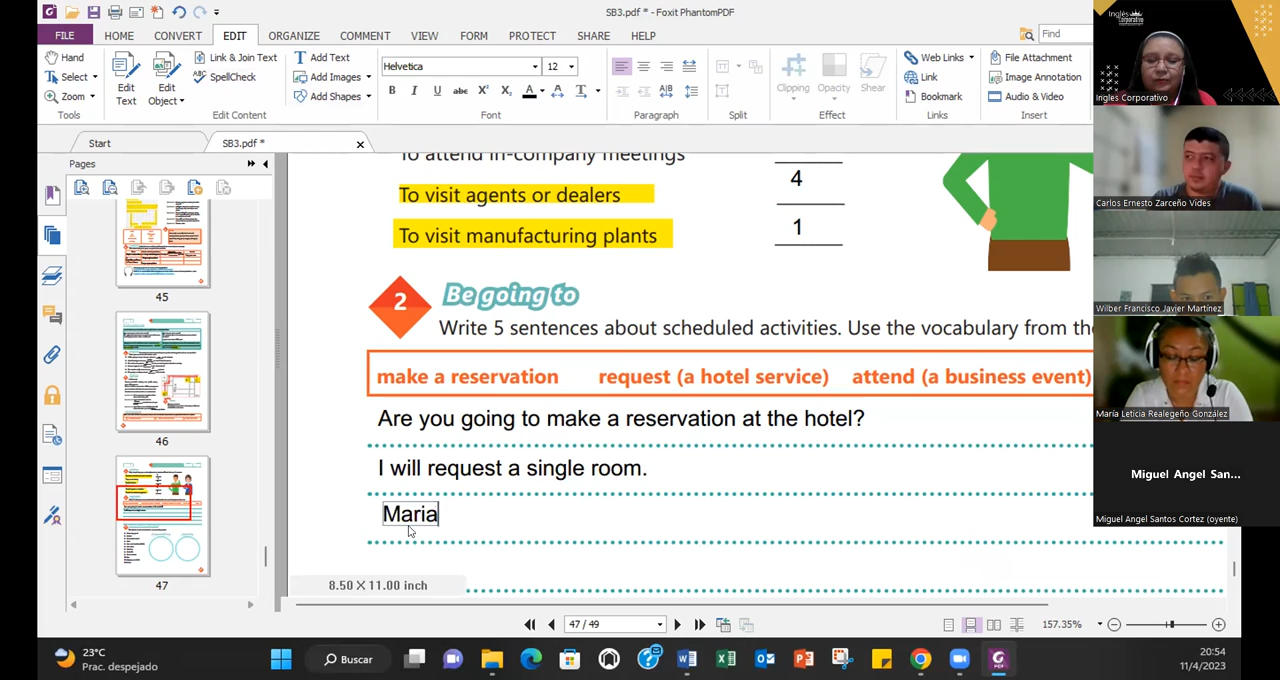 SB3.pdf * - Foxit PhantomPDF
FILE HOME CONVERT EDIT ORGANIZE COMMENT VIEW FORM PROTECT SHARE HELP
Find
Hand
Select
Zoom
Tools
Edit Text
Edit Object
Link & Join Text
SpellCheck
Edit Content
Add Text
Add Images
Add Shapes
Helvetica
12
B I U abc X² X₂ A
Font
Paragraph
Split
Clipping
Opacity
Shear
Effect
Web Links
Link
Bookmark
Links
File Attachment
Image Annotation
Audio & Video
Insert
Start
SB3.pdf *
Pages
45
46
47
To attend in-company meetings
4
To visit agents or dealers
1
To visit manufacturing plants
2
Be going to
Write 5 sentences about scheduled activities. Use the vocabulary from the
make a reservation request (a hotel service) attend (a business event)
Are you going to make a reservation at the hotel?
I will request a single room.
Maria
8.50 X 11.00 inch
47 / 49
157.35%
Inglés Corporativo
Ingles Corporativo
Carlos Ernesto Zarceño Vides
Wilber Francisco Javier Martínez
María Leticia Realegeño González
Miguel Angel San...
Miguel Angel Santos Cortez (oyente)
23°C
Prac. despejado
Buscar
20:54
11/4/2023